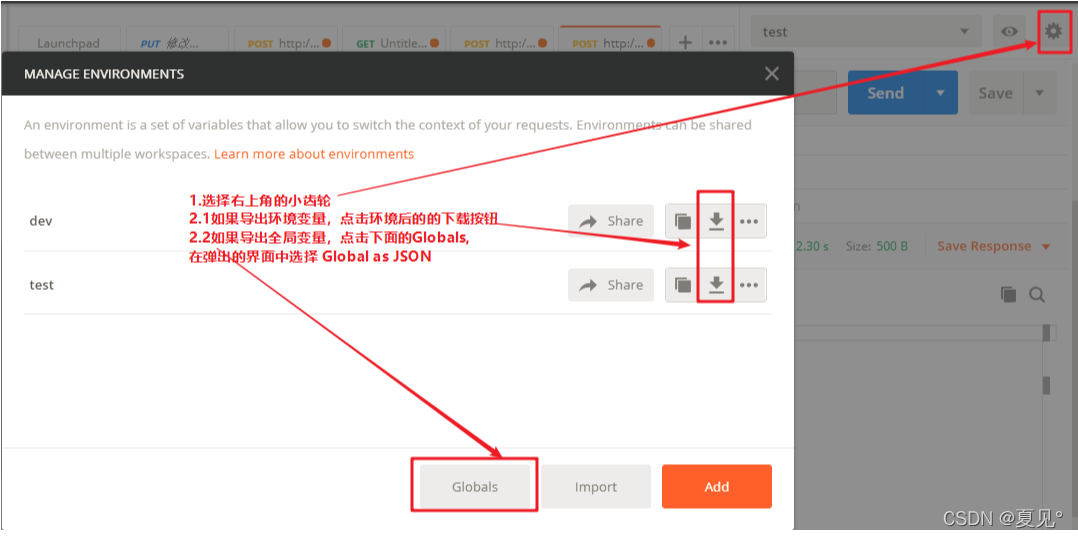 Launchpad
PUT 修改...
POST http:/...
GET Untitle...
POST http:/...
POST http:/...
test
MANAGE ENVIRONMENTS
Send
Save
An environment is a set of variables that allow you to switch the context of your requests. Environments can be shared
between multiple workspaces. Learn more about environments
1.选择右上角的小齿轮
2.1如果导出环境变量，点击环境后的的下载按钮
2.2如果导出全局变量，点击下面的Globals,
在弹出的界面中选择 Global as JSON
dev
Share
2.30 s
Size: 500 B
Save Response
test
Share
Globals
Import
Add
CSDN @夏见°